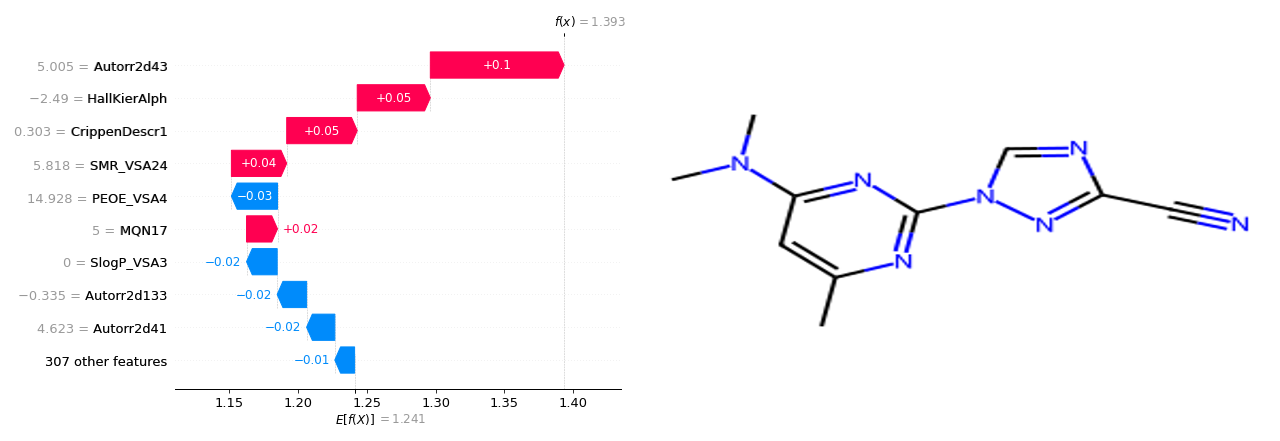 f(x) = 1.393
5.005 = Autorr2d43
+0.1
−2.49 = HallKierAlph
+0.05
0.303 = CrippenDescr1
+0.05
5.818 = SMR_VSA24
+0.04
14.928 = PEOE_VSA4
−0.03
5 = MQN17
+0.02
0 = SlogP_VSA3
−0.02
−0.335 = Autorr2d133
−0.02
4.623 = Autorr2d41
−0.02
307 other features
−0.01
1.15 1.20 1.25 1.30 1.35 1.40
E[f(X)] = 1.241
N
N
N
N
N
N
N